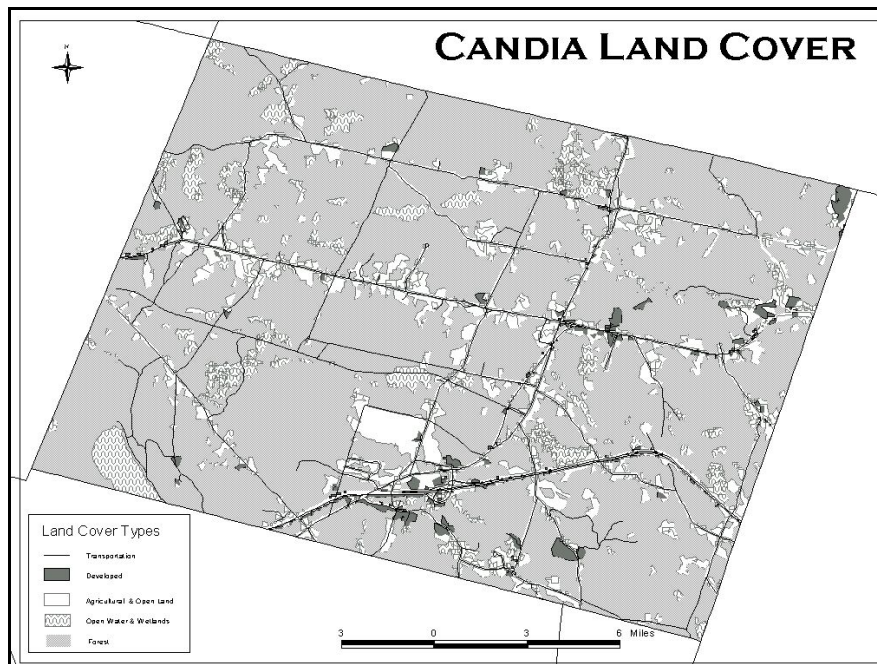 CANDIA LAND COVER
N
Land Cover Types
Transportation
Developed
Agricultural & Open Land
Open Water & Wetlands
Forest
3 0 3 6 Miles